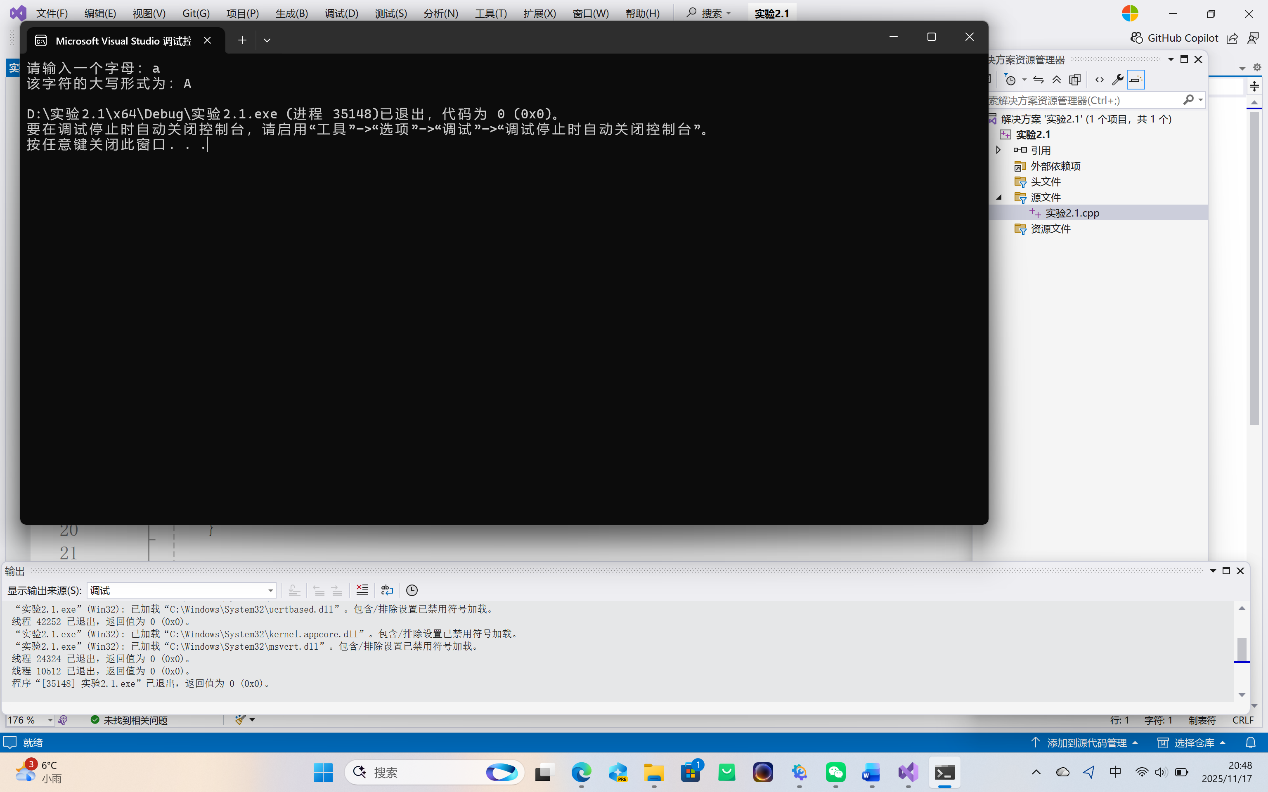 文件(F) 编辑(E) 视图(V) Git(G) 项目(P) 生成(B) 调试(D) 测试(S) 分析(N) 工具(T) 扩展(X) 窗口(W) 帮助(H) 搜索 实验2.1
GitHub Copilot
Microsoft Visual Studio 调试控
请输入一个字母: a
该字符的大写形式为: A
D:\实验2.1\x64\Debug\实验2.1.exe (进程 35148)已退出，代码为 0 (0x0)。
要在调试停止时自动关闭控制台，请启用“工具”->“选项”->“调试”->“调试停止时自动关闭控制台”。
按任意键关闭此窗口. . .
实
决方案资源管理器
索解决方案资源管理器(Ctrl+;)
解决方案 '实验2.1' (1 个项目，共 1 个)
实验2.1
引用
外部依赖项
头文件
源文件
实验2.1.cpp
资源文件
20 }
21
输出
显示输出来源(S): 调试
“实验2.1.exe”(Win32): 已加载“C:\Windows\System32\ucrtbased.dll”。包含/排除设置已禁用符号加载。
线程 42252 已退出，返回值为 0 (0x0)。
“实验2.1.exe”(Win32): 已加载“C:\Windows\System32\kernel.appcore.dll”。包含/排除设置已禁用符号加载。
“实验2.1.exe”(Win32): 已加载“C:\Windows\System32\msvcrt.dll”。包含/排除设置已禁用符号加载。
线程 24324 已退出，返回值为 0 (0x0)。
线程 10612 已退出，返回值为 0 (0x0)。
程序“[35148] 实验2.1.exe”已退出，返回值为 0 (0x0)。
176 % 未找到相关问题 行: 1 字符: 1 制表符 CRLF
就绪 添加到源代码管理 选择仓库
3 6°C
小雨
搜索
PRE
1
W
中
20:48
2025/11/17